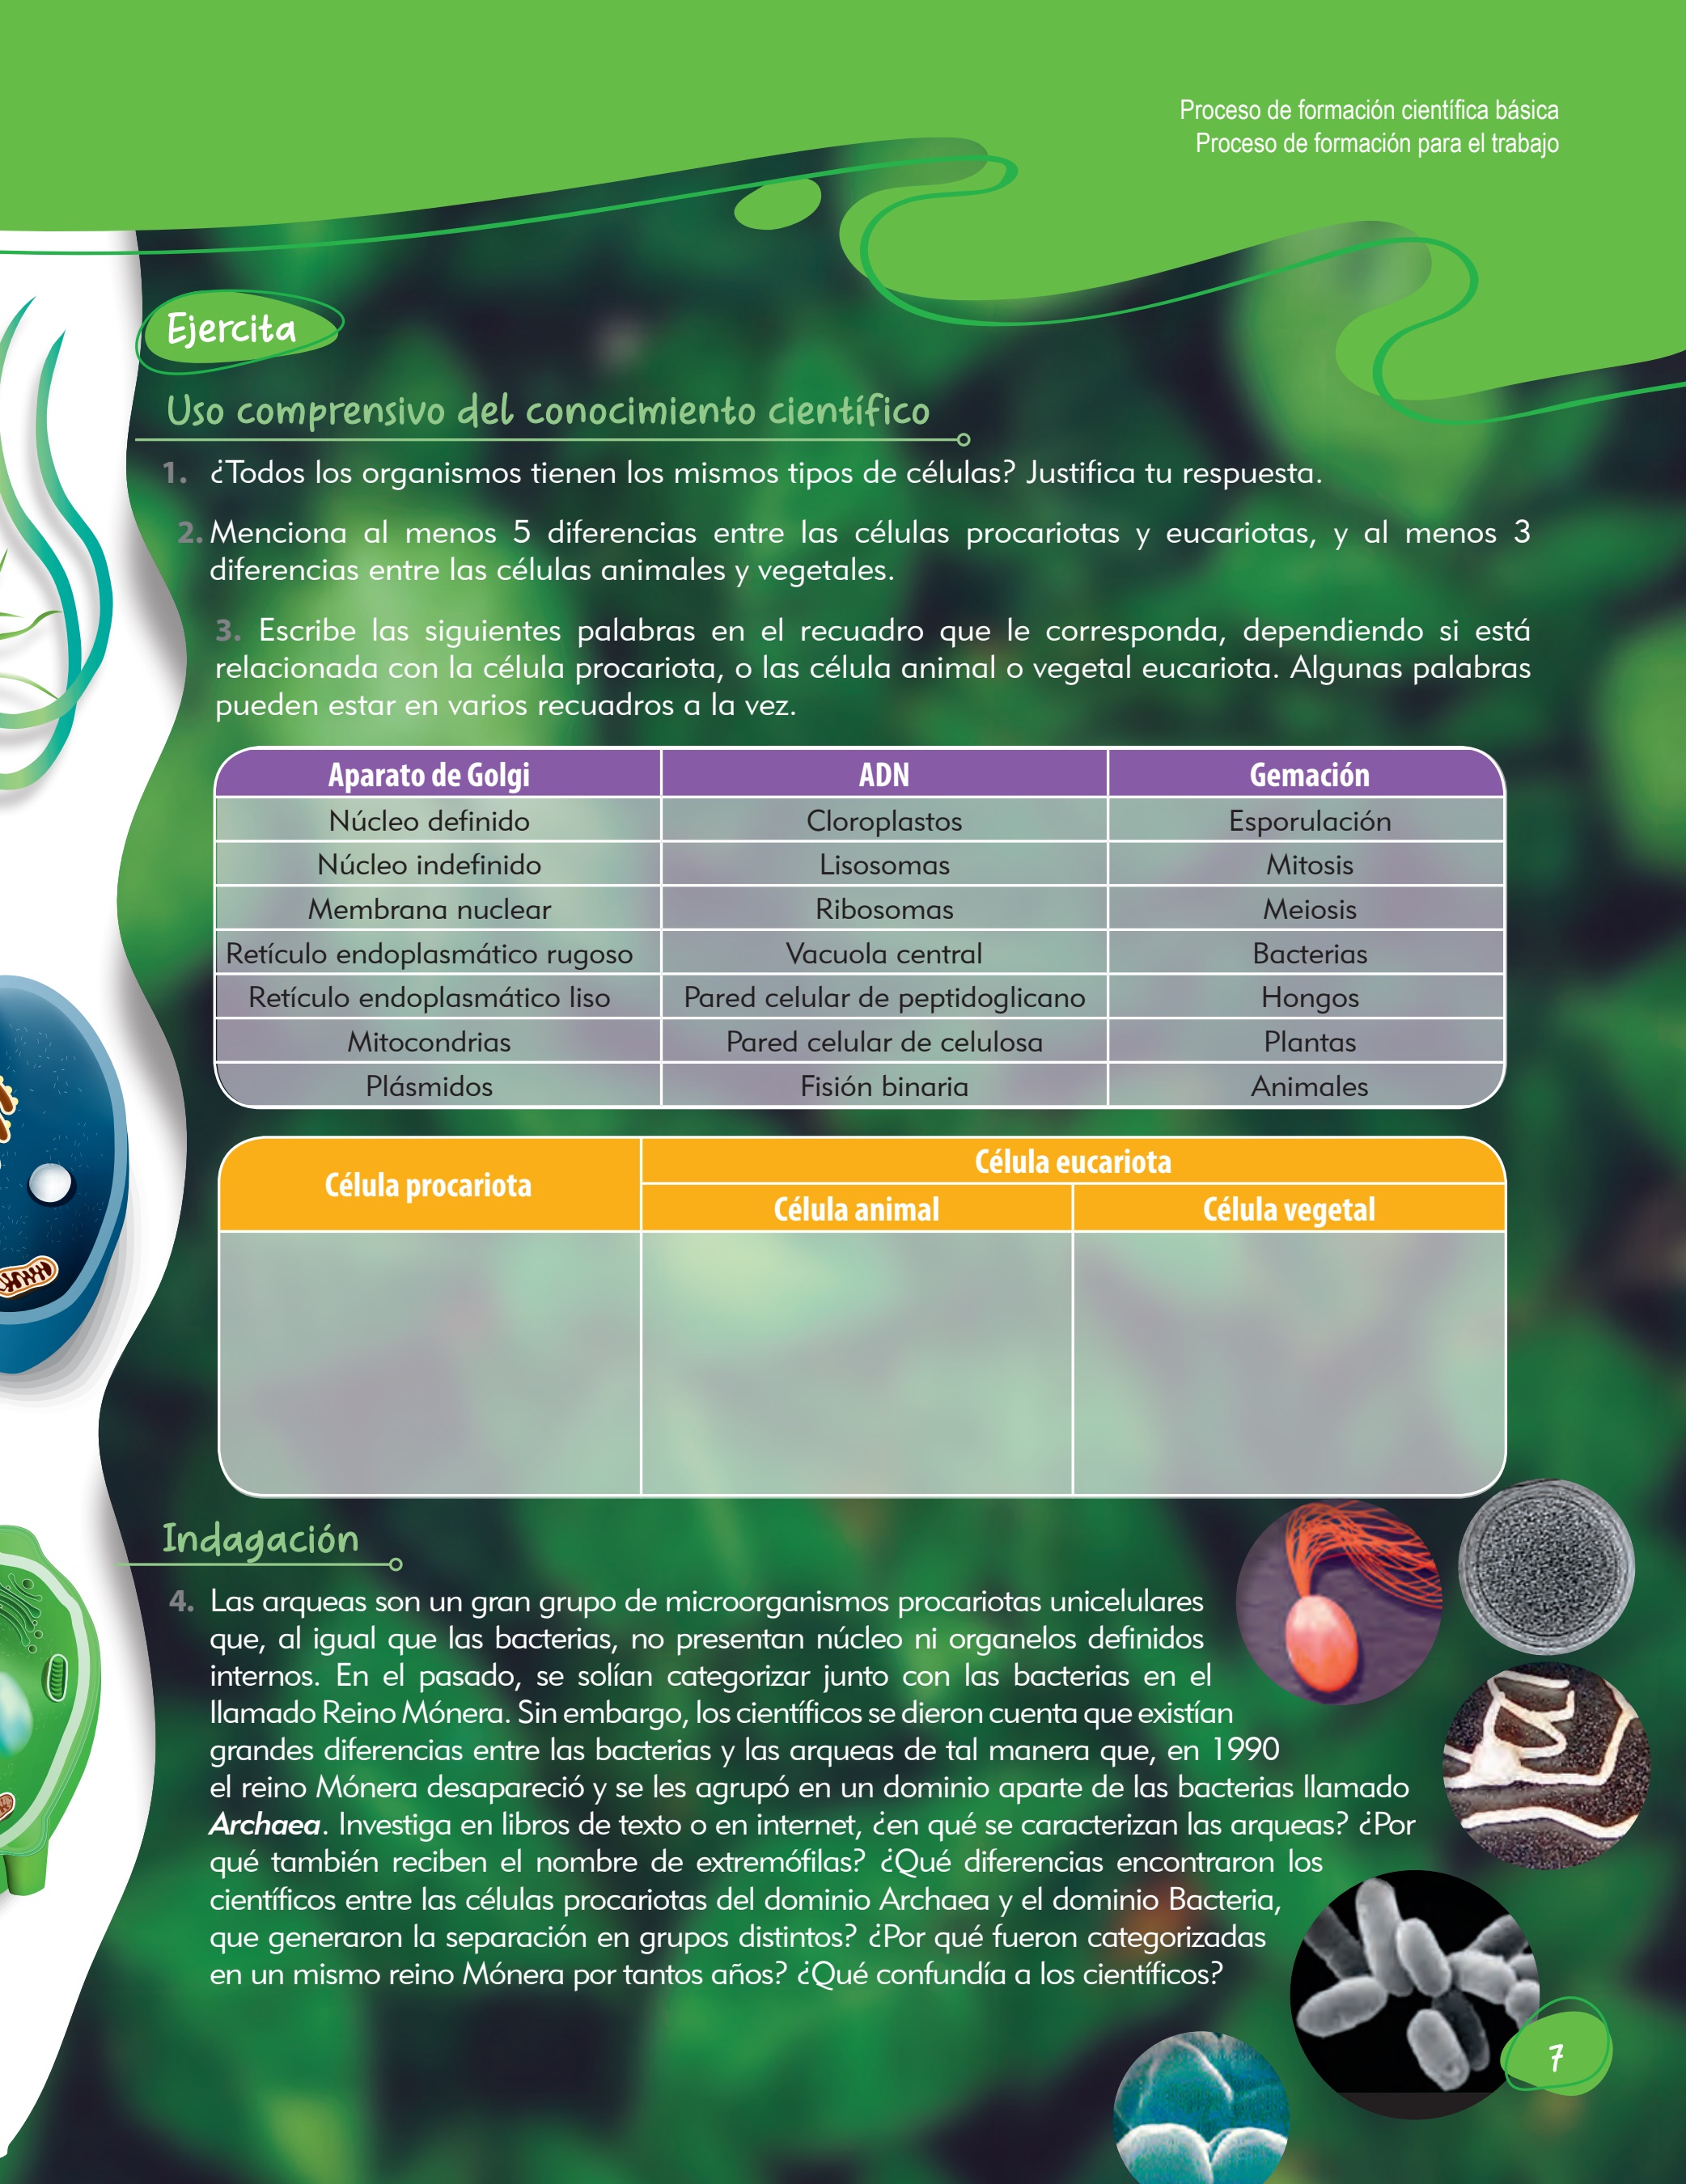 Proceso de formación científica básica
Proceso de formación para el trabajo
Ejercita
Uso comprensivo del conocimiento científico
1. ¿Todos los organismos tienen los mismos tipos de células? Justifica tu respuesta.
2. Menciona al menos 5 diferencias entre las células procariotas y eucariotas, y al menos 3
diferencias entre las células animales y vegetales.
3. Escribe las siguientes palabras en el recuadro que le corresponda, dependiendo si está
relacionada con la célula procariota, o las célula animal o vegetal eucariota. Algunas palabras
pueden estar en varios recuadros a la vez.
Aparato de Golgi ADN Gemación
Núcleo definido Cloroplastos Esporulación
Núcleo indefinido Lisosomas Mitosis
Membrana nuclear Ribosomas Meiosis
Retículo endoplasmático rugoso Vacuola central Bacterias
Retículo endoplasmático liso Pared celular de peptidoglicano Hongos
Mitocondrias Pared celular de celulosa Plantas
Plásmidos Fisión binaria Animales
Célula procariota Célula eucariota
Célula animal Célula vegetal
Indagación
4. Las arqueas son un gran grupo de microorganismos procariotas unicelulares
que, al igual que las bacterias, no presentan núcleo ni organelos definidos
internos. En el pasado, se solían categorizar junto con las bacterias en el
llamado Reino Mónera. Sin embargo, los científicos se dieron cuenta que existían
grandes diferencias entre las bacterias y las arqueas de tal manera que, en 1990
el reino Mónera desapareció y se les agrupó en un dominio aparte de las bacterias llamado
Archaea. Investiga en libros de texto o en internet, ¿en qué se caracterizan las arqueas? ¿Por
qué también reciben el nombre de extremófilas? ¿Qué diferencias encontraron los
científicos entre las células procariotas del dominio Archaea y el dominio Bacteria,
que generaron la separación en grupos distintos? ¿Por qué fueron categorizadas
en un mismo reino Mónera por tantos años? ¿Qué confundía a los científicos?
7